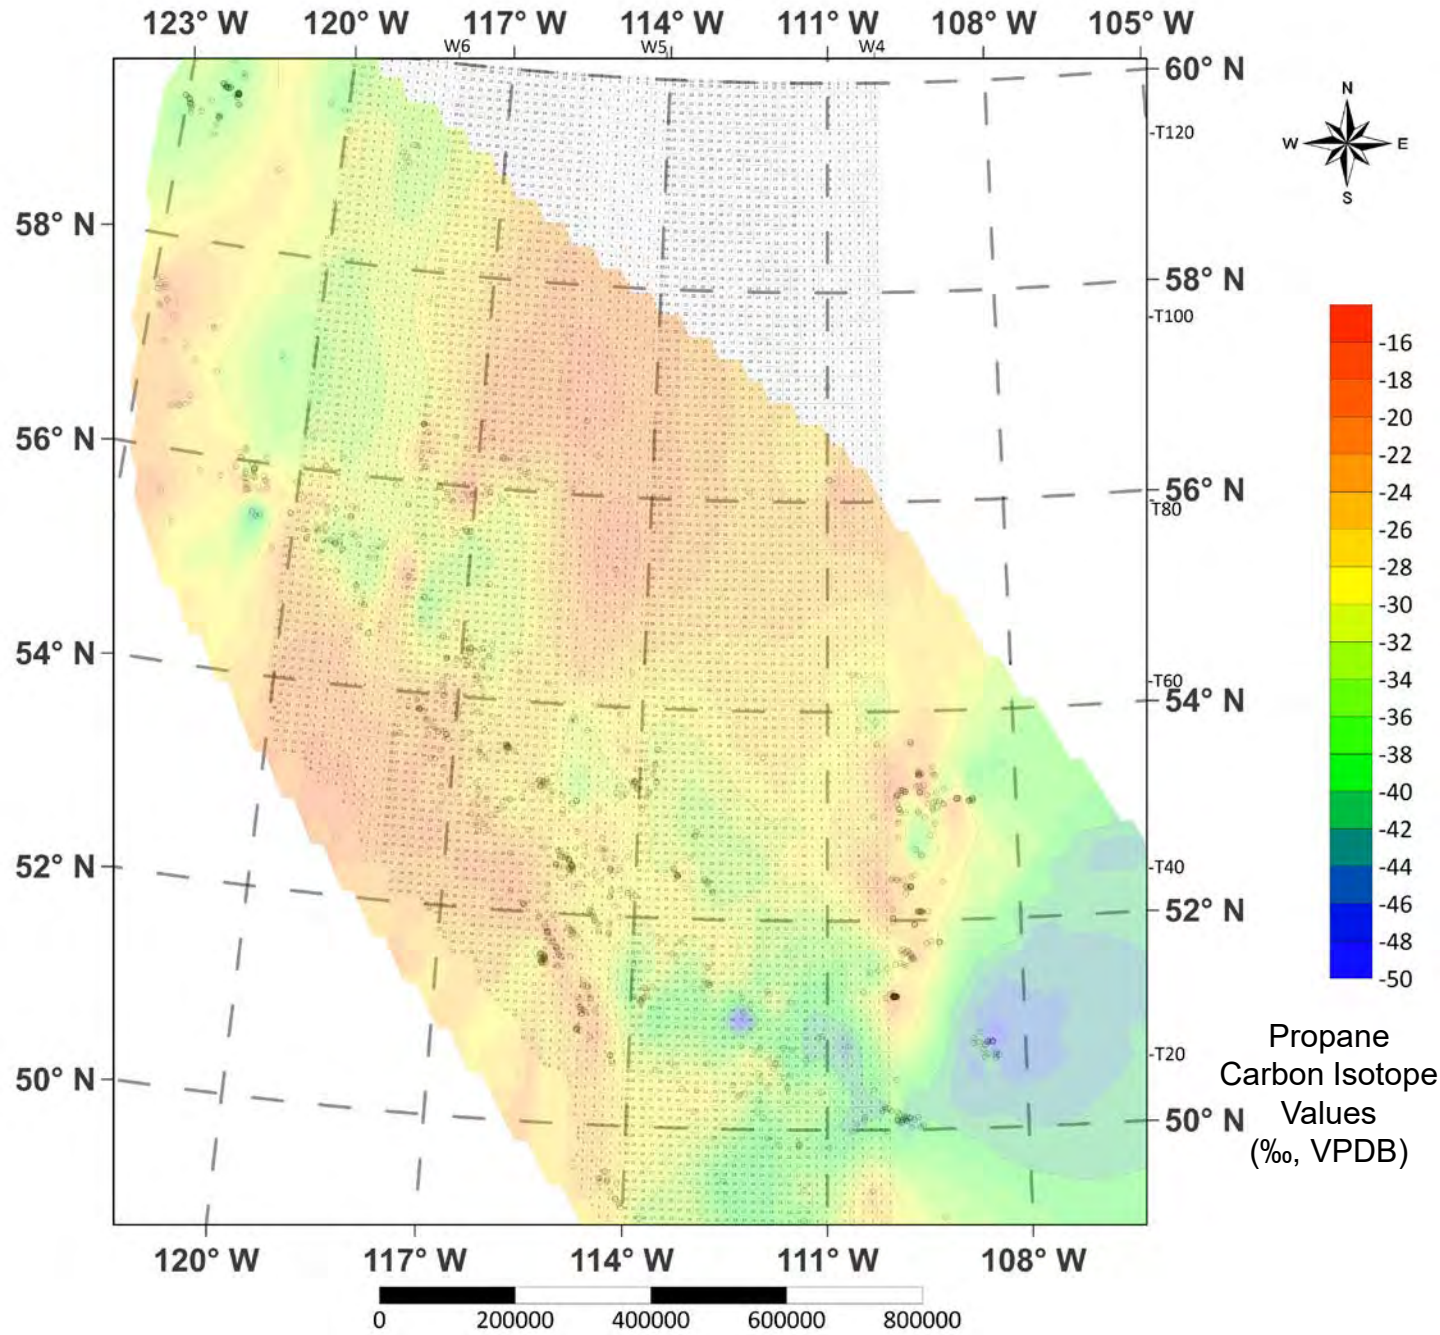 123° W 120° W 117° W 114° W 111° W 108° W 105° W
W6 W5 W4
60° N
N
W E
S
-T120
58° N
58° N
-T100
56° N
56° N
-T80
54° N
-T60
54° N
52° N
-T40
52° N
50° N
-T20
50° N
-16
-18
-20
-22
-24
-26
-28
-30
-32
-34
-36
-38
-40
-42
-44
-46
-48
-50
Propane
Carbon Isotope
Values
(‰, VPDB)
120° W 117° W 114° W 111° W 108° W
0 200000 400000 600000 800000